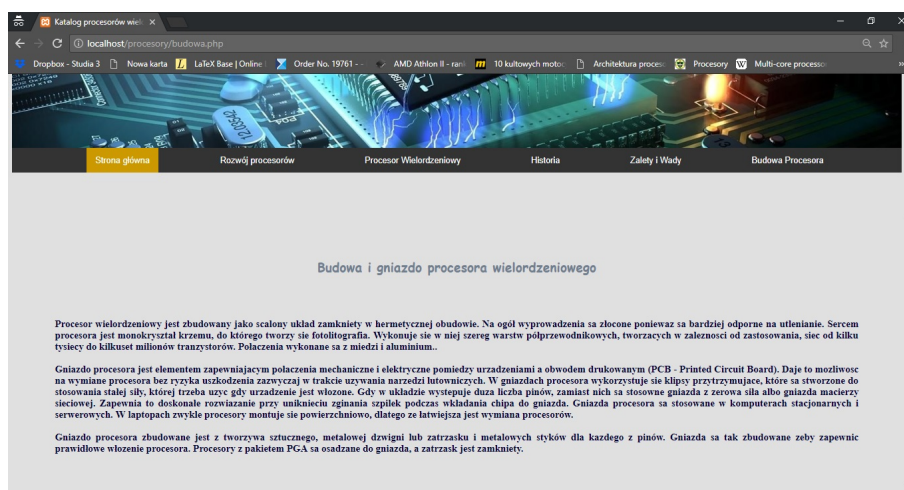 Katalog procesorów wiel
localhost/procesory/budowa.php
Dropbox - Studia 3 Nowa karta LaTeX Base | Online Order No. 19761 - AMD Athlon II - ran 10 kultowych motoc Architektura proces Procesory Multi-core processo
Strona główna Rozwój procesorów Procesor Wielordzeniowy Historia Zalety i Wady Budowa Procesora
Budowa i gniazdo procesora wielordzeniowego
Procesor wielordzeniowy jest zbudowany jako scalony układ zamkniety w hermetycznej obudowie. Na ogół wyprowadzenia sa złocone poniewaz sa bardziej odporne na utlenianie. Sercem
procesora jest monokryształ krzemu, do którego tworzy sie fotolitografia. Wykonuje sie w niej szereg warstw półprzewodnikowych, tworzacych w zaleznosci od zastosowania, siec od kilku
tysiecy do kilkuset milionów tranzystorów. Połaczenia wykonane sa z miedzi i aluminium..
Gniazdo procesora jest elementem zapewniajacym połaczenia mechaniczne i elektryczne pomiedzy urzadzeniami a obwodem drukowanym (PCB - Printed Circuit Board). Daje to mozliwosc
na wymiane procesora bez ryzyka uszkodzenia zazwyczaj w trakcie uzywania narzedzi lutowniczych. W gniazdach procesora wykorzystuje sie klipsy przytrzymujace, które sa stworzone do
stosowania stałej siły, której trzeba uzyc gdy urzadzenie jest włozone. Gdy w układzie wystepuje duza liczba pinów, zamiast nich sa stosowne gniazda z zerowa siła albo gniazda macierzy
sieciowej. Zapewnia to doskonałe rozwiazanie przy uniknieciu zginania szpilek podczas wkładania chipa do gniazda. Gniazda procesora sa stosowane w komputerach stacjonarnych i
serwerowych. W laptopach zwykle procesory montuje sie powierzchniowo, dlatego ze łatwiejsza jest wymiana procesorów.
Gniazdo procesora zbudowane jest z tworzywa sztucznego, metalowej dzwigni lub zatrzasku i metalowych styków dla kazdego z pinów. Gniazda sa tak zbudowane zeby zapewnic
prawidłowe włozenie procesora. Procesory z pakietem PGA sa osadzane do gniazda, a zatrzask jest zamkniety.